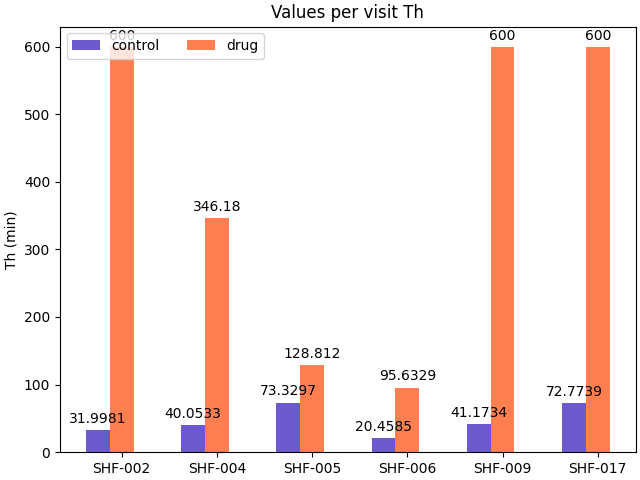 Values per visit Th
600
600
600
control
drug
600
500
400
300
200
100
0
Th (min)
346.18
128.812
95.6329
31.9981
40.0533
73.3297
20.4585
41.1734
72.7739
SHF-002
SHF-004
SHF-005
SHF-006
SHF-009
SHF-017